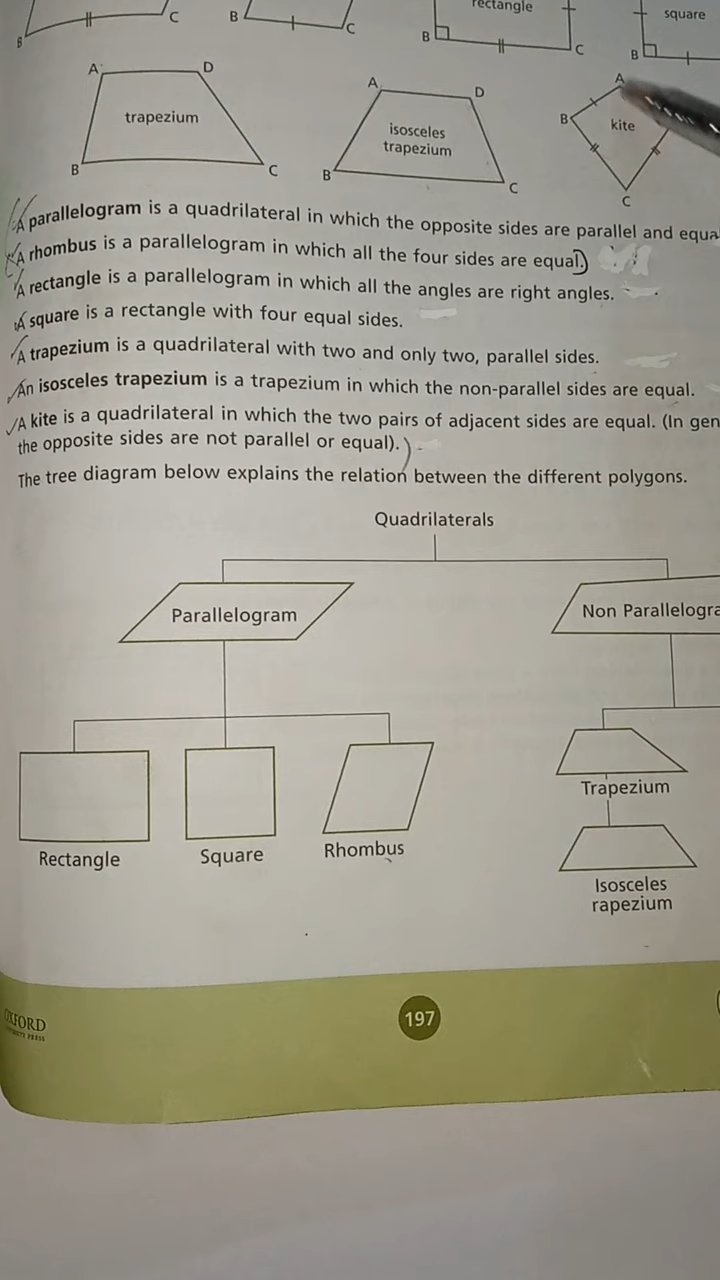 C
B
B
C
rectangle
B
C
square
B
A
D
trapezium
B
C
A
D
isosceles
trapezium
B
C
A
B
kite
C
A parallelogram is a quadrilateral in which the opposite sides are parallel and equa
A rhombus is a parallelogram in which all the four sides are equal.
A rectangle is a parallelogram in which all the angles are right angles.
A square is a rectangle with four equal sides.
A trapezium is a quadrilateral with two and only two, parallel sides.
An isosceles trapezium is a trapezium in which the non-parallel sides are equal.
A kite is a quadrilateral in which the two pairs of adjacent sides are equal. (In gen
the opposite sides are not parallel or equal).
The tree diagram below explains the relation between the different polygons.
Quadrilaterals
Parallelogram
Non Parallelogra
Rectangle
Square
Rhombus
Trapezium
Isosceles
rapezium
OXFORD
UNIVERSITY PRESS
197